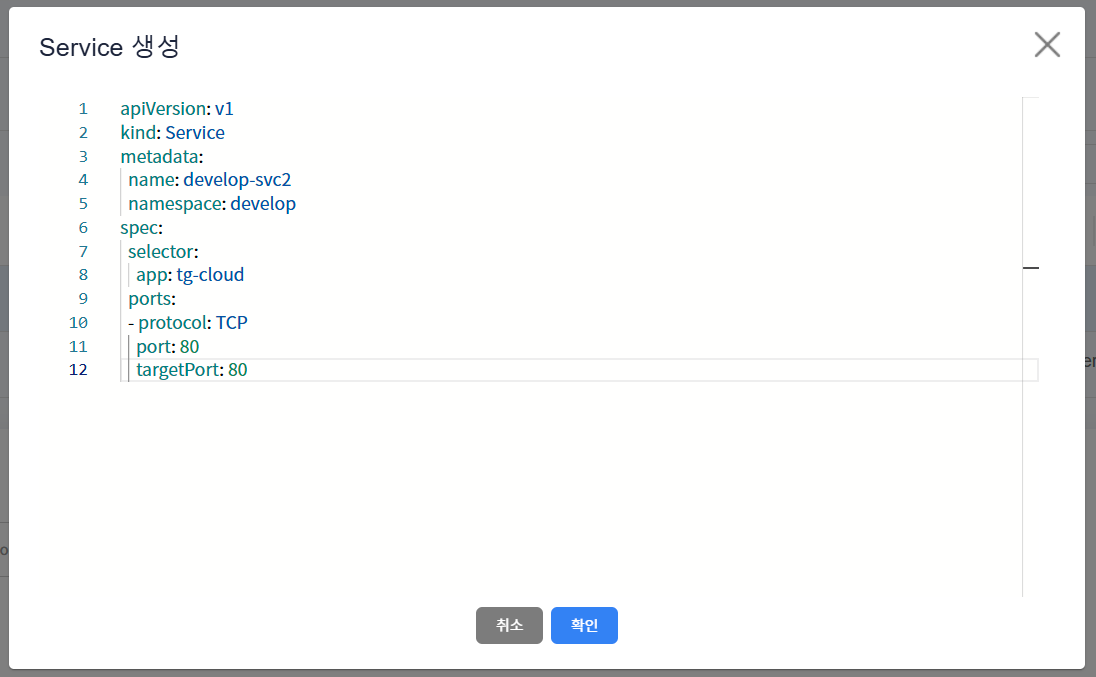 Service 생성
1 apiVersion: v1
2 kind: Service
3 metadata:
4   name: develop-svc2
5   namespace: develop
6 spec:
7   selector:
8     app: tg-cloud
9   ports:
10   - protocol: TCP
11     port: 80
12     targetPort: 80
취소 확인